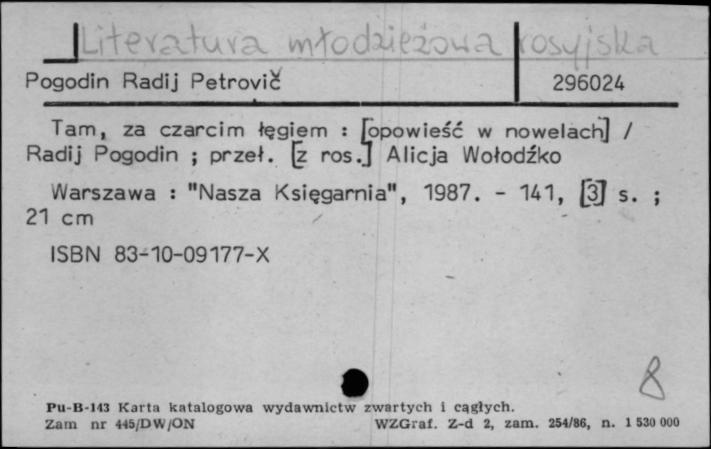 Literatura młodzieżowa rosyjska
Pogodin Radij Petrovič 296024
Tam, za czarcim łęgiem : [opowieść w nowelach] /
Radij Pogodin ; przeł. [z ros.] Alicja Wołodźko
Warszawa : "Nasza Księgarnia", 1987. - 141, [3] s. ;
21 cm
ISBN 83-10-09177-X
8
Pu-B-143 Karta katalogowa wydawnictw zwartych i cągłych.
Zam nr 445/DW/ON WZGraf. Z-d 2, zam. 254/86, n. 1 530 000